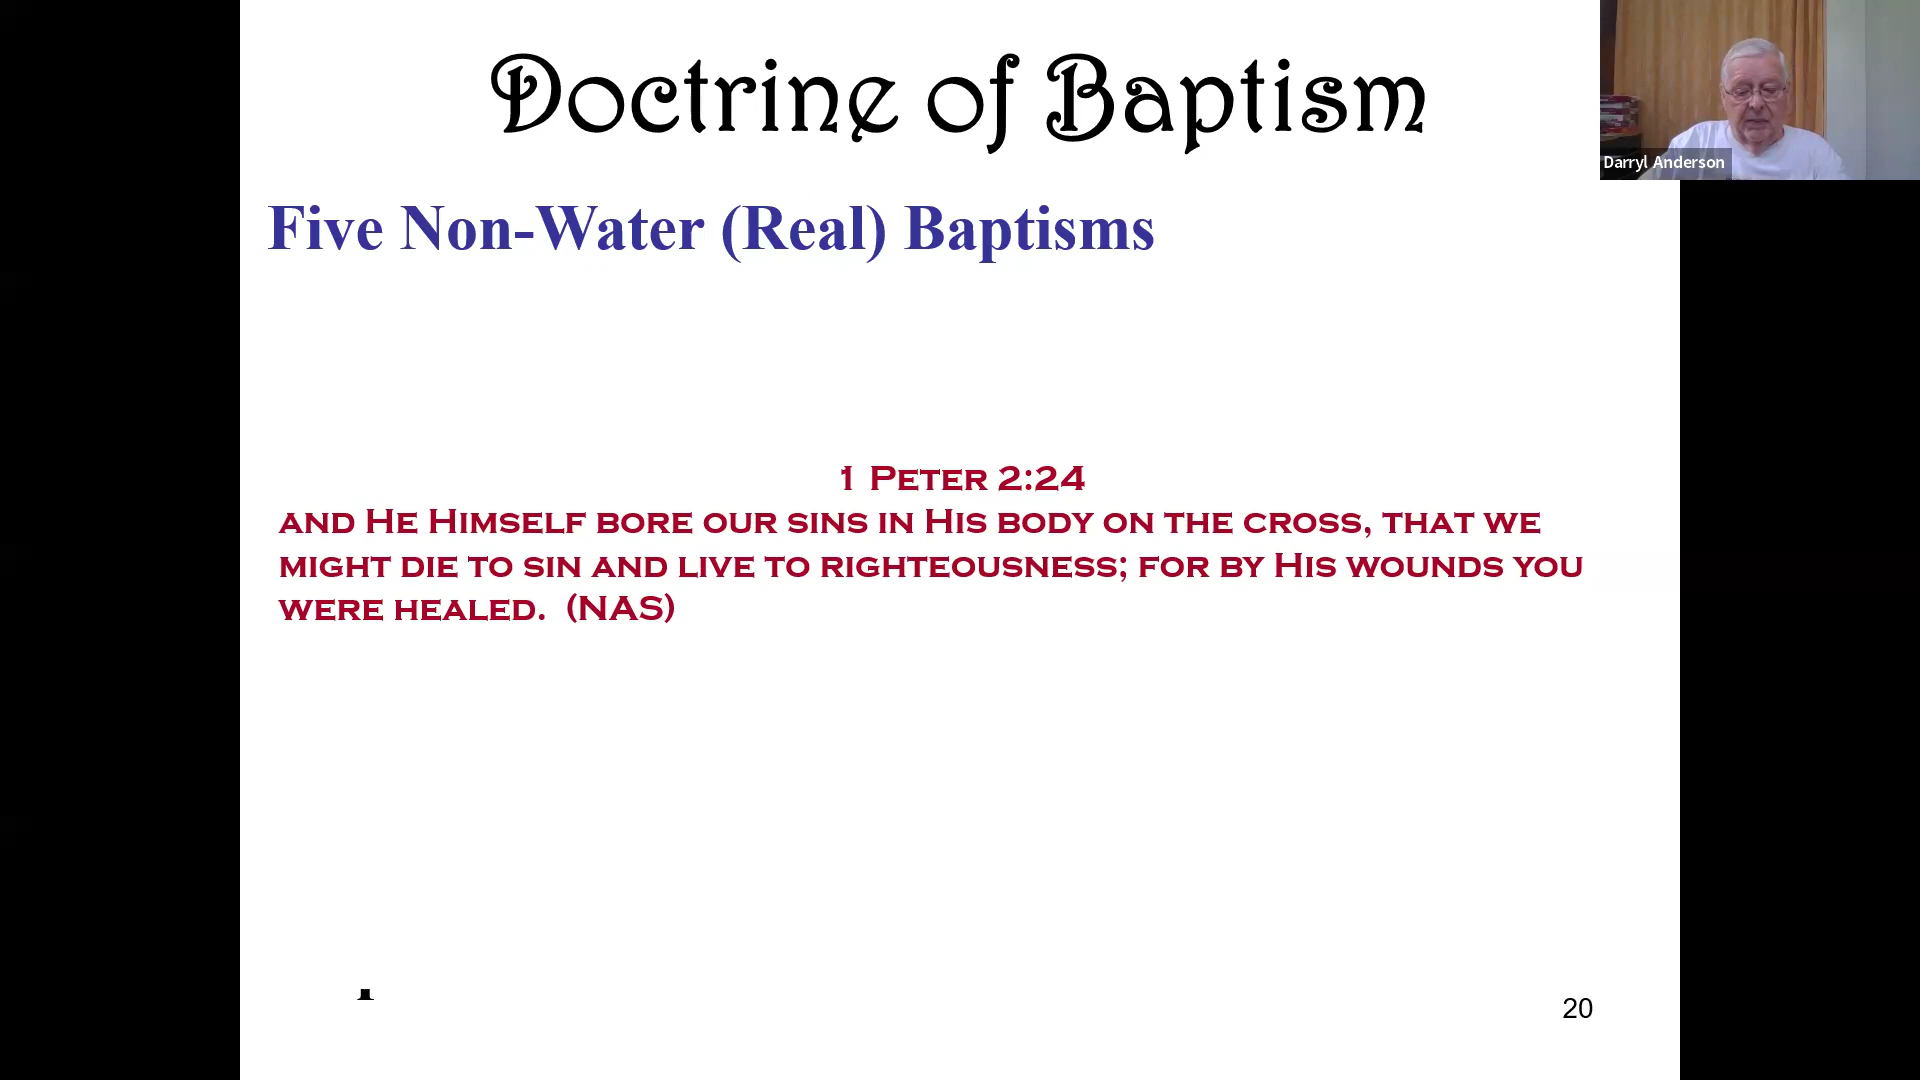 Doctrine of Baptism
Darryl Anderson
Five Non-Water (Real) Baptisms
1 Peter 2:24
and He Himself bore our sins in His body on the cross, that we
might die to sin and live to righteousness; for by His wounds you
were healed. (NAS)
20